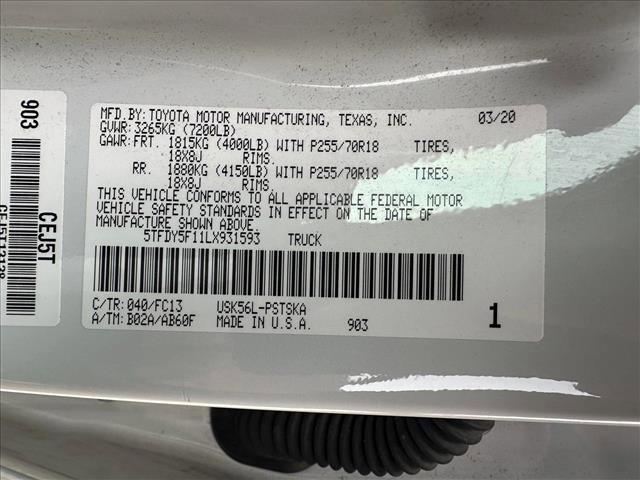 MFD.BY:TOYOTA MOTOR MANUFACTURING, TEXAS, INC. 03/20
GVWR:3265KG (7200LB)
GAWR:FRT. 1815KG (4000LB) WITH P255/70R18 TIRES,
18X8J RIMS.
RR. 1880KG (4150LB) WITH P255/70R18 TIRES,
18X8J RIMS.
THIS VEHICLE CONFORMS TO ALL APPLICABLE FEDERAL MOTOR
VEHICLE SAFETY STANDARDS IN EFFECT ON THE DATE OF
MANUFACTURE SHOWN ABOVE.
5TFDY5F11LX931593 TRUCK
C/TR:040/FC13 USK56L-PSTSKA
A/TM:B02A/AB60F MADE IN U.S.A. 903
1
903
CEJ5T